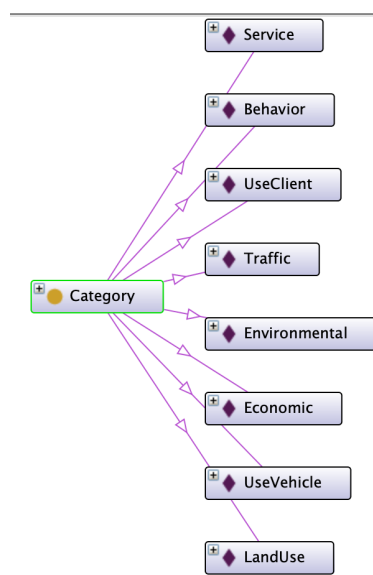 Service
Behavior
UseClient
Traffic
Category
Environmental
Economic
UseVehicle
LandUse